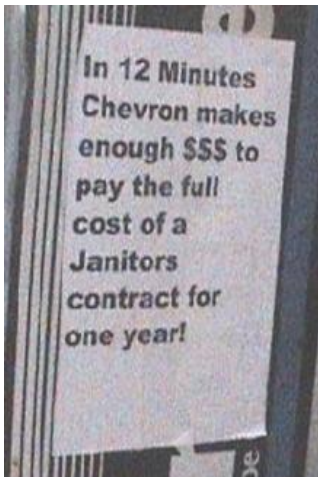 In 12 Minutes
Chevron makes
enough $$$ to
pay the full
cost of a
Janitors
contract for
one year!